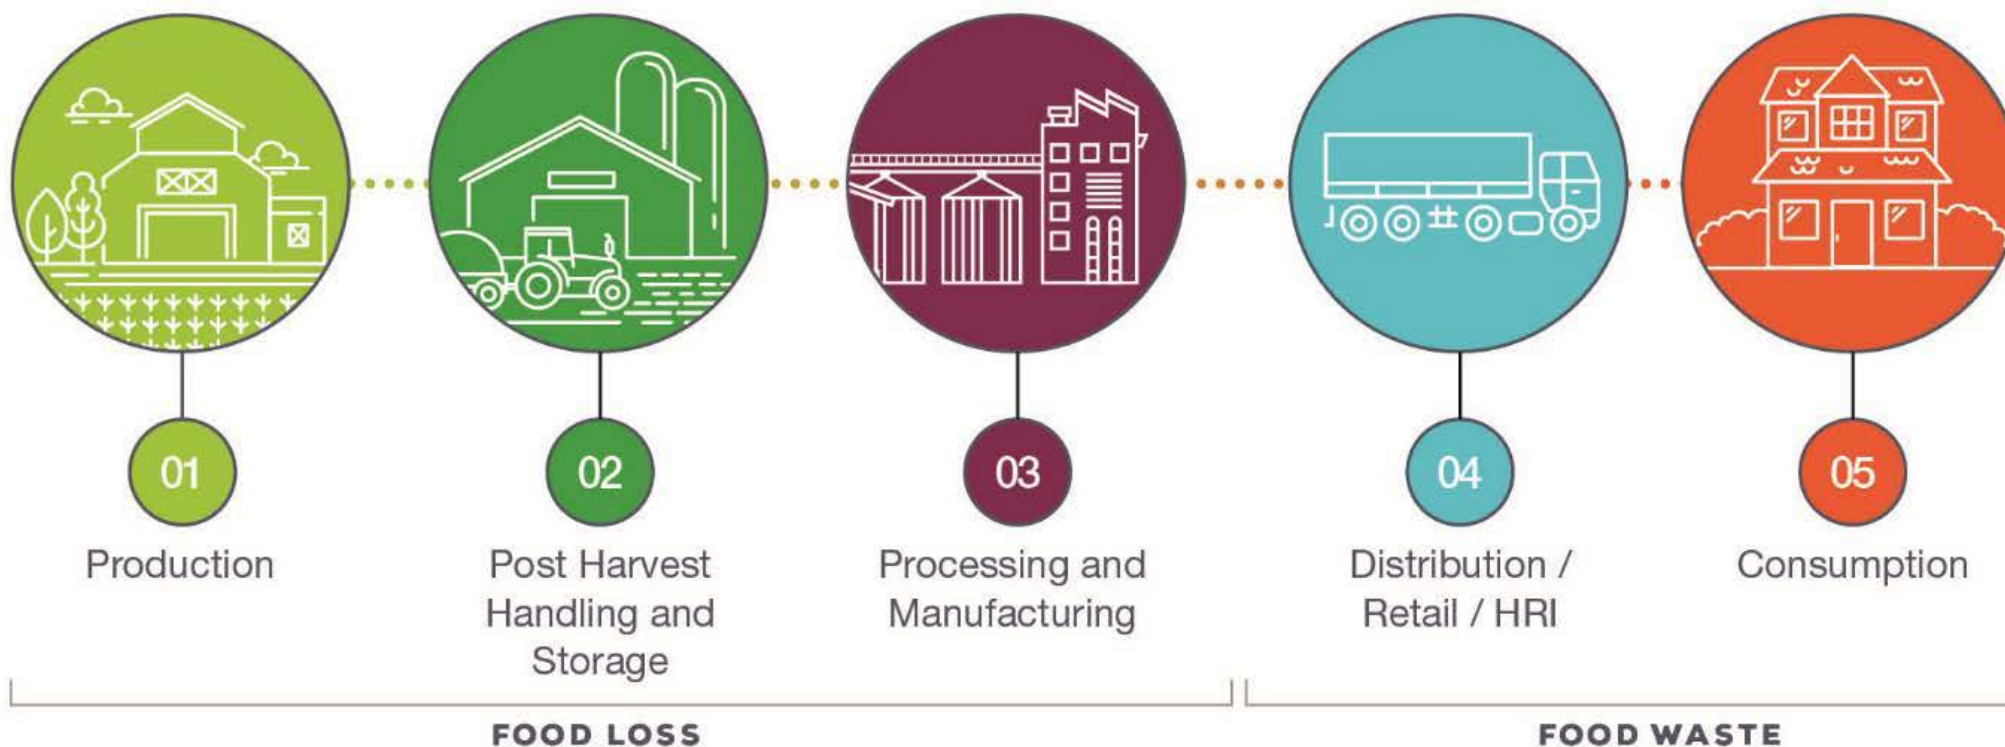 01
Production
02
Post Harvest
Handling and
Storage
03
Processing and
Manufacturing
04
Distribution /
Retail / HRI
05
Consumption
FOOD LOSS
FOOD WASTE